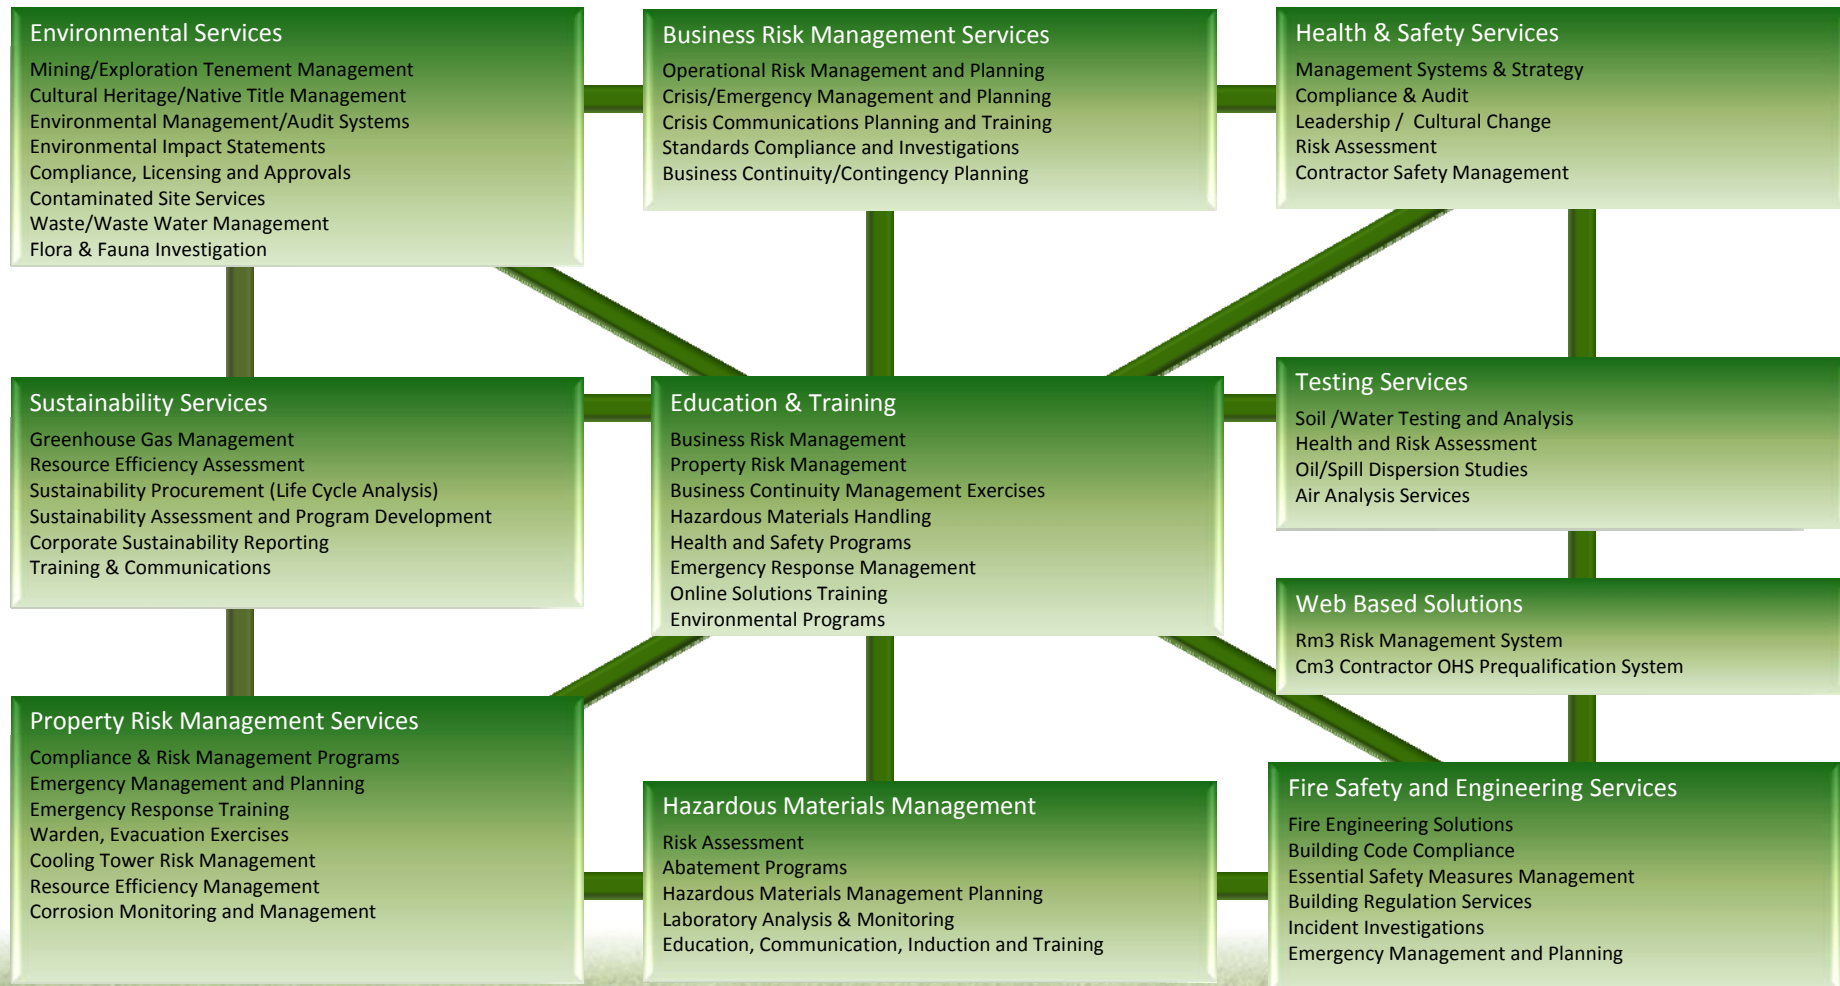 Environmental Services
Mining/Exploration Tenement Management
Cultural Heritage/Native Title Management
Environmental Management/Audit Systems
Environmental Impact Statements
Compliance, Licensing and Approvals
Contaminated Site Services
Waste/Waste Water Management
Flora & Fauna Investigation
Business Risk Management Services
Operational Risk Management and Planning
Crisis/Emergency Management and Planning
Crisis Communications Planning and Training
Standards Compliance and Investigations
Business Continuity/Contingency Planning
Health & Safety Services
Management Systems & Strategy
Compliance & Audit
Leadership / Cultural Change
Risk Assessment
Contractor Safety Management
Sustainability Services
Greenhouse Gas Management
Resource Efficiency Assessment
Sustainability Procurement (Life Cycle Analysis)
Sustainability Assessment and Program Development
Corporate Sustainability Reporting
Training & Communications
Education & Training
Business Risk Management
Property Risk Management
Business Continuity Management Exercises
Hazardous Materials Handling
Health and Safety Programs
Emergency Response Management
Online Solutions Training
Environmental Programs
Testing Services
Soil /Water Testing and Analysis
Health and Risk Assessment
Oil/Spill Dispersion Studies
Air Analysis Services
Web Based Solutions
Rm3 Risk Management System
Cm3 Contractor OHS Prequalification System
Property Risk Management Services
Compliance & Risk Management Programs
Emergency Management and Planning
Emergency Response Training
Warden, Evacuation Exercises
Cooling Tower Risk Management
Resource Efficiency Management
Corrosion Monitoring and Management
Hazardous Materials Management
Risk Assessment
Abatement Programs
Hazardous Materials Management Planning
Laboratory Analysis & Monitoring
Education, Communication, Induction and Training
Fire Safety and Engineering Services
Fire Engineering Solutions
Building Code Compliance
Essential Safety Measures Management
Building Regulation Services
Incident Investigations
Emergency Management and Planning